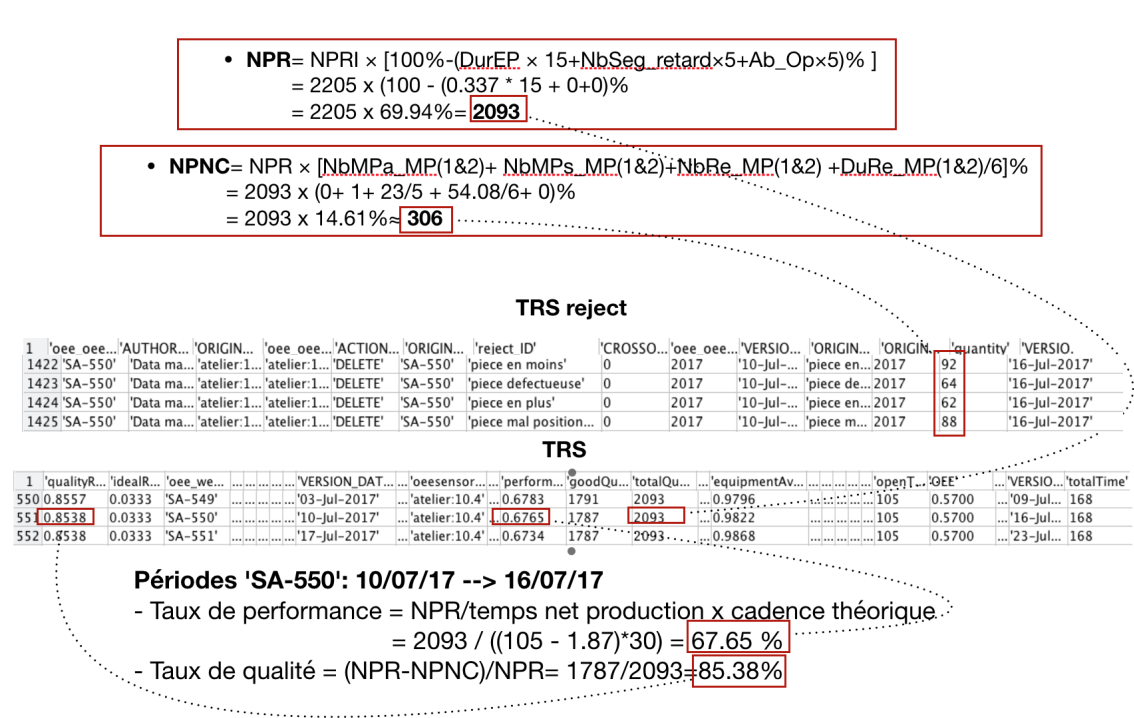 • NPR= NPRI × [100%-(DurEP × 15+NbSeg_retard×5+Ab_Op×5)% ]
= 2205 x (100 - (0.337 * 15 + 0+0)%
= 2205 x 69.94%= 2093
• NPNC= NPR × [NbMPa_MP(1&2)+ NbMPs_MP(1&2)+NbRe_MP(1&2) +DuRe_MP(1&2)/6]%
= 2093 x (0+ 1+ 23/5 + 54.08/6+ 0)%
= 2093 x 14.61%≈ 306
TRS reject
1 'oee_oee... 'AUTHOR... 'ORIGIN... 'oee_oee... 'ACTION... 'ORIGIN... 'reject_ID' 'CROSSO... 'oee_oee... 'VERSIO... 'ORIGIN... 'ORIGIN... 'quantity' 'VERSIO.
1422 'SA-550' 'Data ma... 'atelier:1... 'atelier:1... 'DELETE' 'SA-550' 'piece en moins' 0 2017 '10-Jul-... 'piece en... 2017 92 '16-Jul-2017'
1423 'SA-550' 'Data ma... 'atelier:1... 'atelier:1... 'DELETE' 'SA-550' 'piece defectueuse' 0 2017 '10-Jul-... 'piece de... 2017 64 '16-Jul-2017'
1424 'SA-550' 'Data ma... 'atelier:1... 'atelier:1... 'DELETE' 'SA-550' 'piece en plus' 0 2017 '10-Jul-... 'piece en... 2017 62 '16-Jul-2017'
1425 'SA-550' 'Data ma... 'atelier:1... 'atelier:1... 'DELETE' 'SA-550' 'piece mal position... 0 2017 '10-Jul-... 'piece m... 2017 88 '16-Jul-2017'
TRS
1 'qualityR... 'idealR... 'oee_we... ... ... ... ... ... 'VERSION_DAT... ... 'oeesensor... ... 'perform... 'goodQu... 'totalQu... ... 'equipmentAv... ... ... ... ... ... 'openT... 'OEE' ... 'VERSIO... 'totalTime'
550 0.8557 0.0333 'SA-549' ... ... ... ... ... '03-Jul-2017' ... 'atelier:10.4' ... 0.6783 1791 2093 ... 0.9796 ... ... ... ... ... 105 0.5700 ... '09-Jul... 168
551 0.8538 0.0333 'SA-550' ... ... ... ... ... '10-Jul-2017' ... 'atelier:10.4' ... 0.6765 1787 2093 ... 0.9822 ... ... ... ... ... 105 0.5700 ... '16-Jul... 168
552 0.8538 0.0333 'SA-551' ... ... ... ... ... '17-Jul-2017' ... 'atelier:10.4' ... 0.6734 1787 2093 ... 0.9868 ... ... ... ... ... 105 0.5700 ... '23-Jul... 168
Périodes 'SA-550': 10/07/17 --> 16/07/17
- Taux de performance = NPR/temps net production x cadence théorique
= 2093 / ((105 - 1.87)*30) = 67.65 %
- Taux de qualité = (NPR-NPNC)/NPR= 1787/2093=85.38%